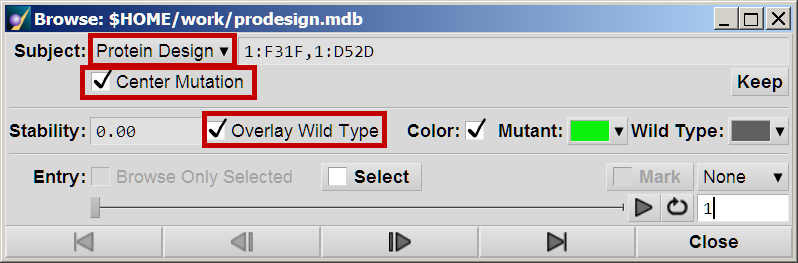 Browse: $HOME/work/prodesign.mdb
Subject: Protein Design 1:F31F,1:D52D
Center Mutation Keep
Stability: 0.00 Overlay Wild Type Color: Mutant: Wild Type:
Entry: Browse Only Selected Select Mark None
1
Close